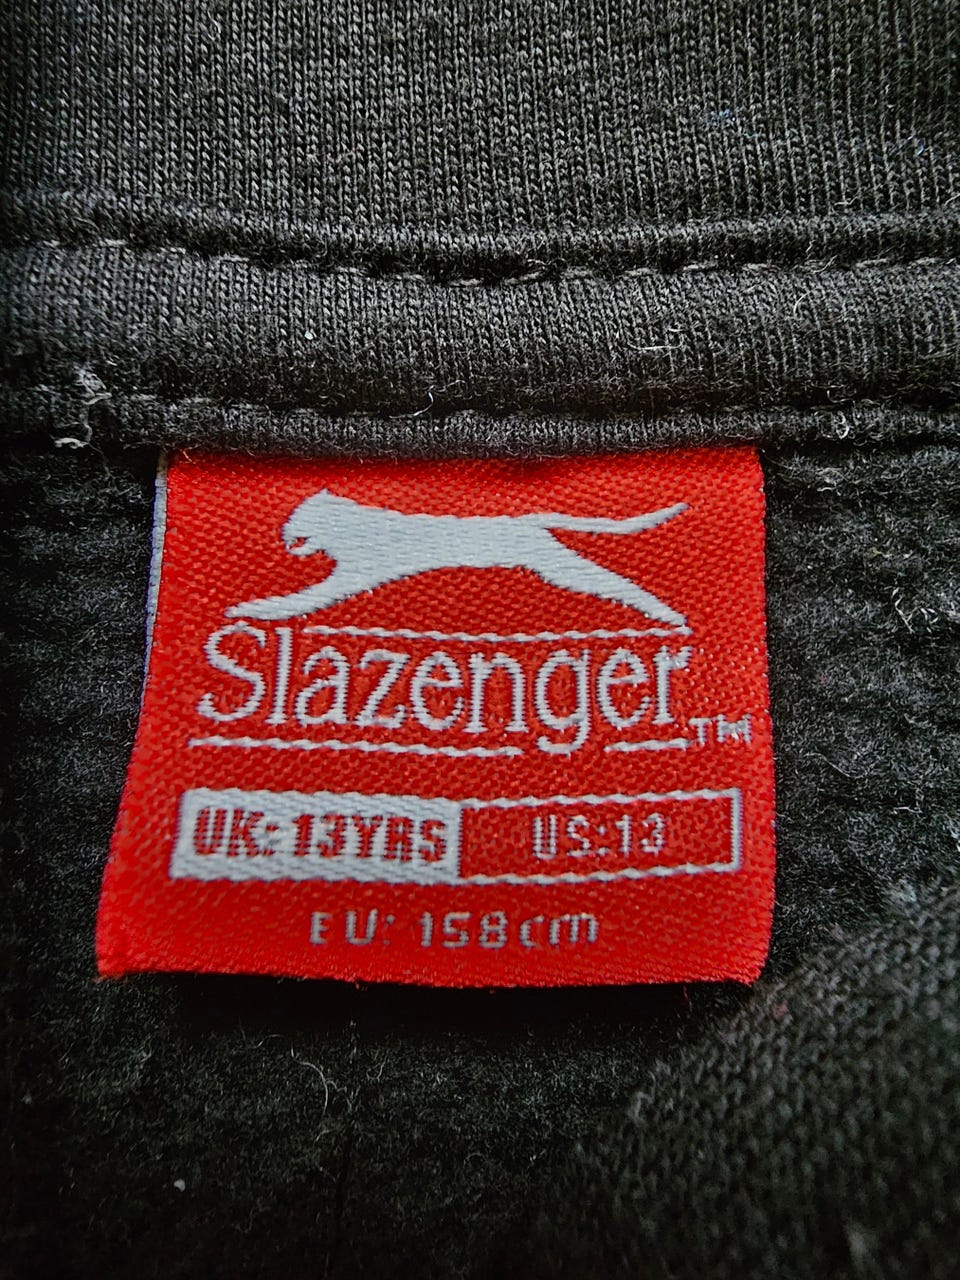 Slazenger™
UK: 13YRS US:13
EU: 158cm